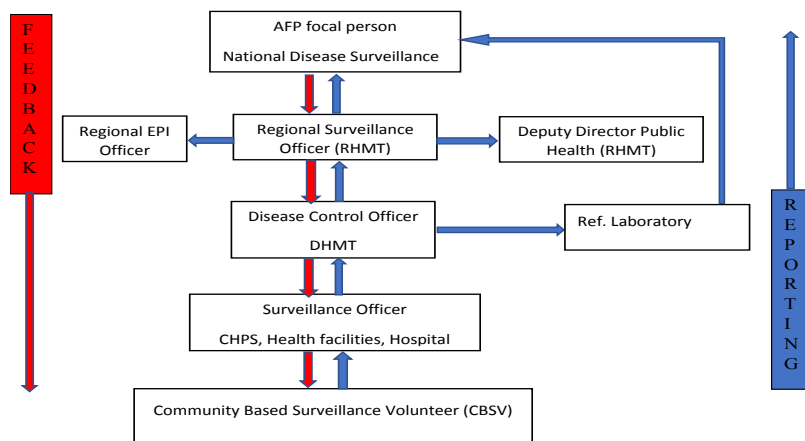 FEEDBACK
AFP focal person
National Disease Surveillance
Regional EPI
Officer
Regional Surveillance
Officer (RHMT)
Deputy Director Public
Health (RHMT)
Disease Control Officer
DHMT
Ref. Laboratory
REPORTING
Surveillance Officer
CHPS, Health facilities, Hospital
Community Based Surveillance Volunteer (CBSV)